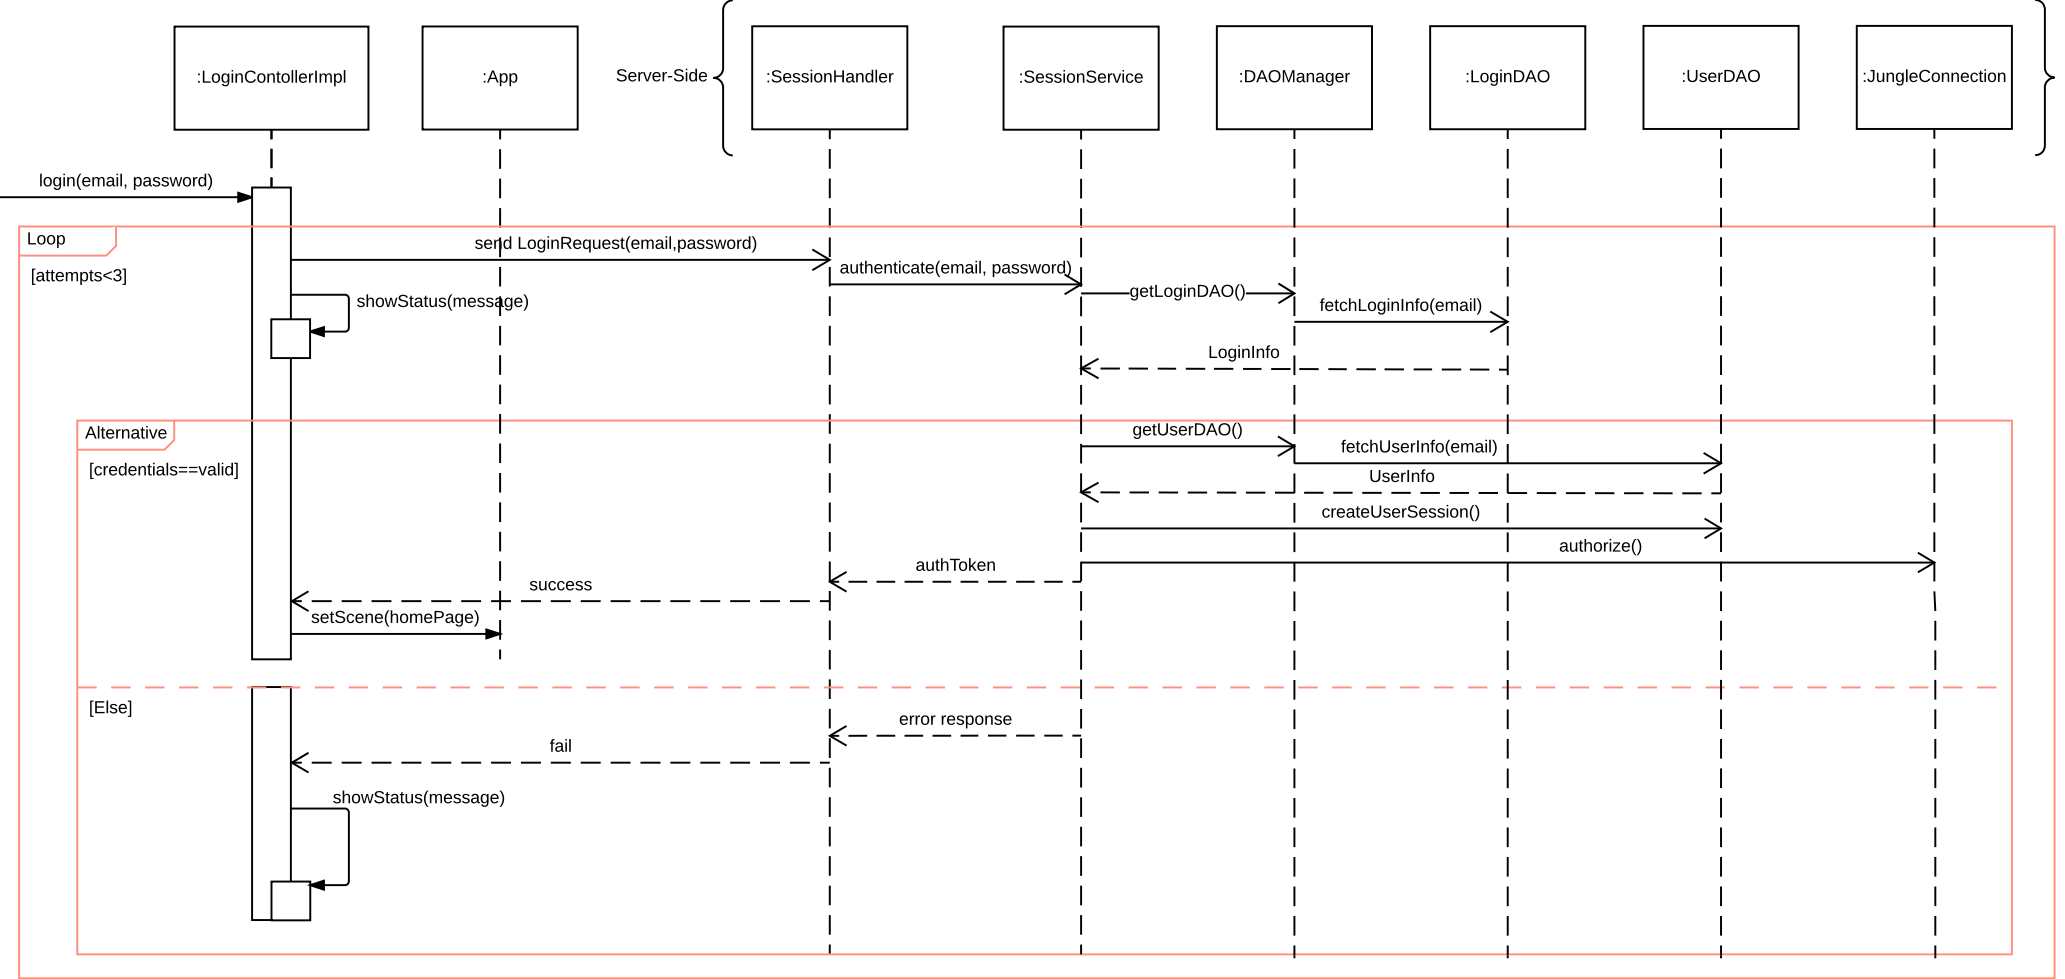 :LoginContollerImpl
:App
Server-Side
:SessionHandler
:SessionService
:DAOManager
:LoginDAO
:UserDAO
:JungleConnection
login(email, password)
Loop
[attempts<3]
send LoginRequest(email,password)
authenticate(email, password)
getLoginDAO()
fetchLoginInfo(email)
showStatus(message)
LoginInfo
Alternative
[credentials==valid]
getUserDAO()
fetchUserInfo(email)
UserInfo
createUserSession()
authorize()
authToken
success
setScene(homePage)
[Else]
error response
fail
showStatus(message)